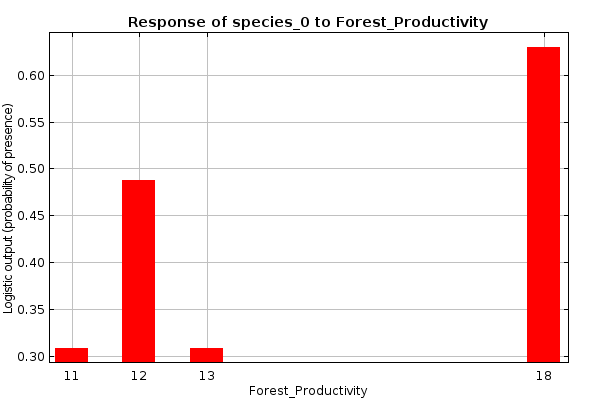 Response of species_0 to Forest_Productivity
Logistic output (probability of presence)
0.60
0.55
0.50
0.45
0.40
0.35
0.30
11 12 13 18
Forest_Productivity